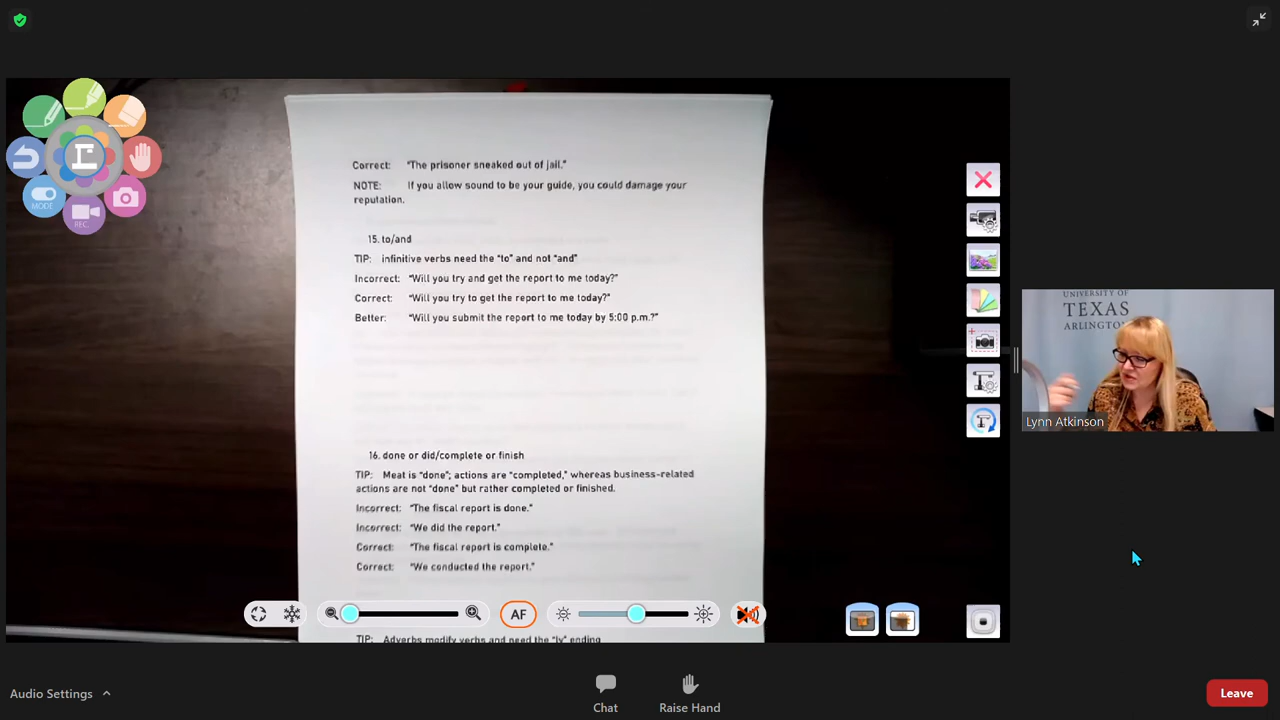 MODE
REC.
Correct: "The prisoner sneaked out of jail."
NOTE: If you allow sound to be your guide, you could damage your
reputation.
15. to/and
TIP: infinitive verbs need the "to" and not "and"
Incorrect: "Will you try and get the report to me today?"
Correct: "Will you try to get the report to me today?"
Better: "Will you submit the report to me today by 5:00 p.m.?"
16. done or did/complete or finish
TIP: Meat is "done"; actions are "completed," whereas business-related
actions are not "done" but rather completed or finished.
Incorrect: "The fiscal report is done."
Incorrect: "We did the report."
Correct: "The fiscal report is complete."
Correct: "We conducted the report."
TIP: Adverbs modify verbs and need the "ly" ending
AF
UNIVERSITY OF
TEXAS
ARLINGTON
Lynn Atkinson
Audio Settings
Chat
Raise Hand
Leave